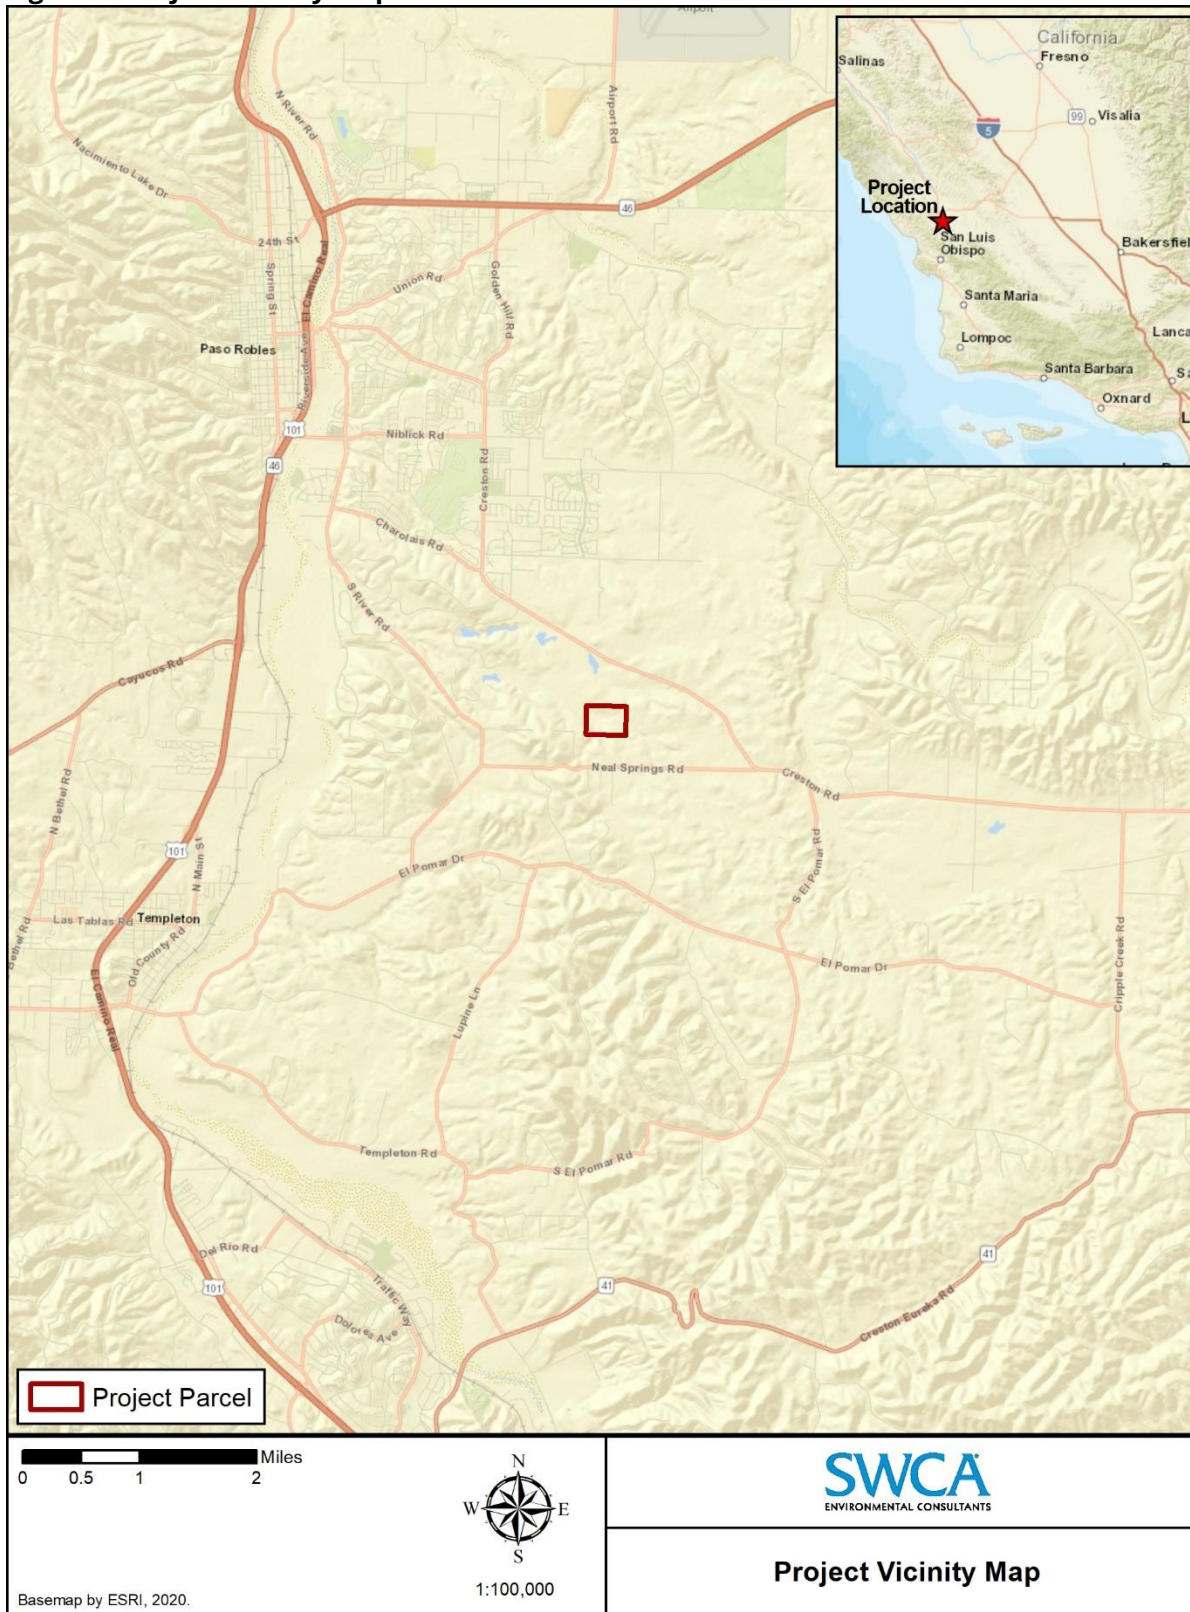 Airport
California
Salinas
Fresno
99
Visalia
5
Project
Location
San Luis
Obispo
Bakersfiel
Santa Maria
Lompoc
Lanca
Santa Barbara
Sa
Oxnard
L
N River Rd
Airport Rd
Nacimiento Lake Dr
46
24th St
Spring St
El Camino Real
Union Rd
Golden Hill Rd
Riverside Ave
Paso Robles
101
Niblick Rd
46
Creston Rd
Charolais Rd
S River Rd
Cayucos Rd
Neal Springs Rd
Creston Rd
N Bethel Rd
101
N Main St
El Pomar Dr
S El Pomar Rd
Las Tablas Rd
Templeton
Bethel Rd
Old County Rd
El Pomar Dr
Cripple Creek Rd
El Camino Real
Lupine Ln
Templeton Rd
S El Pomar Rd
Del Rio Rd
41
101
41
Traffic Way
Dolores Ave
Creston Eureka Rd
Project Parcel
Miles
0 0.5 1 2
N
W E
S
1:100,000
Basemap by ESRI, 2020.
SWCA
ENVIRONMENTAL CONSULTANTS
Project Vicinity Map